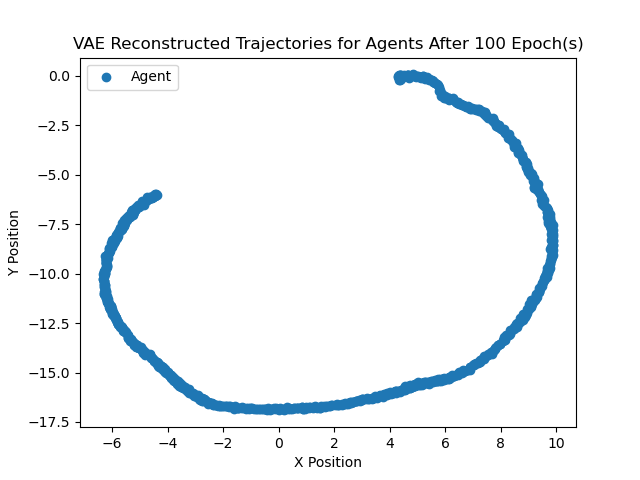 VAE Reconstructed Trajectories for Agents After 100 Epoch(s)
Agent
0.0
−2.5
−5.0
−7.5
−10.0
−12.5
−15.0
−17.5
Y Position
−6 −4 −2 0 2 4 6 8 10
X Position